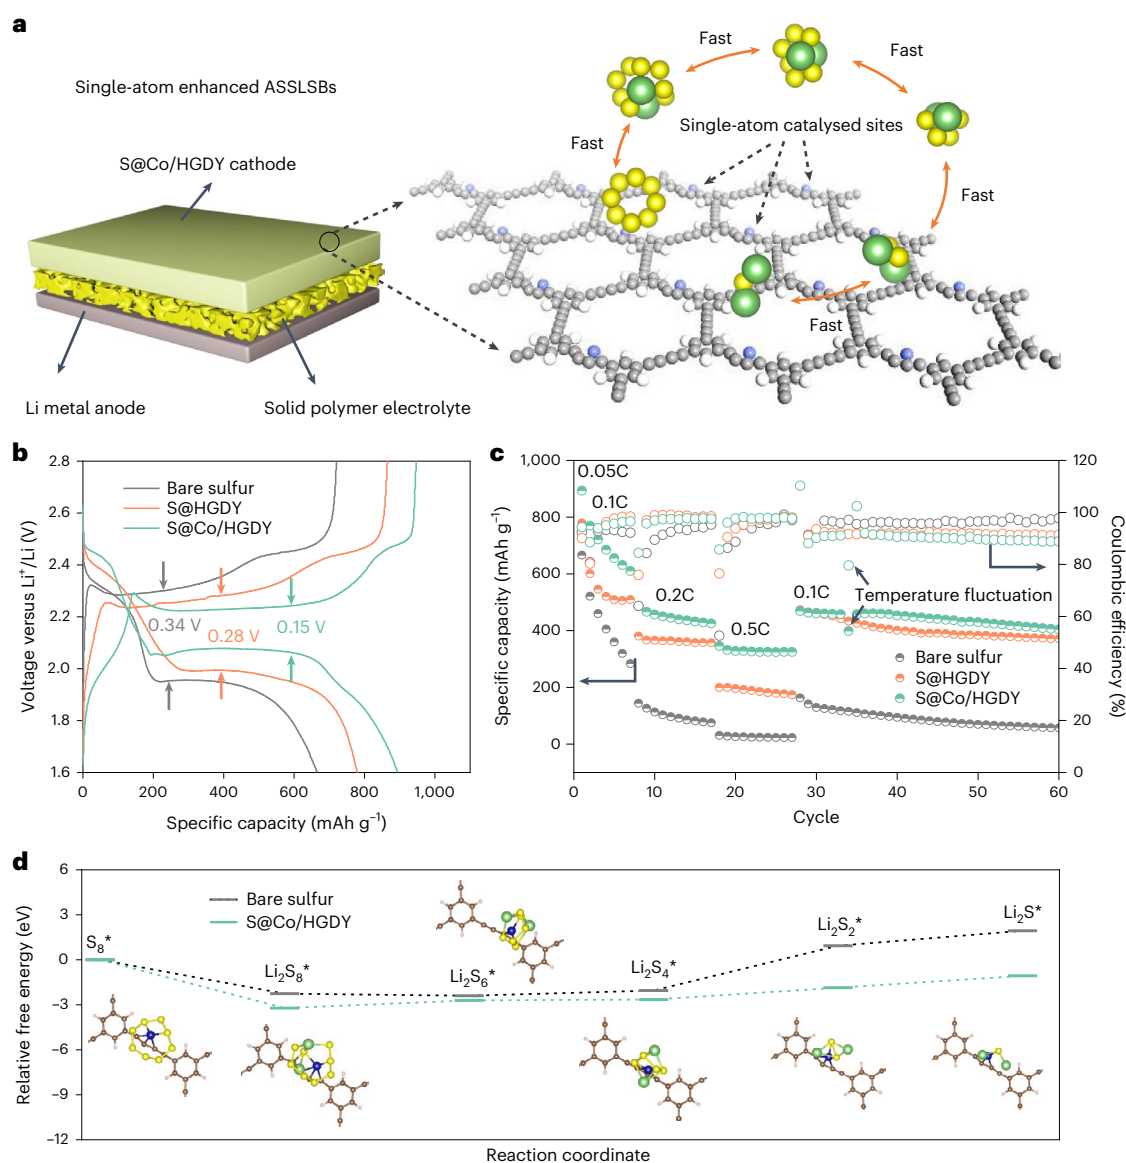 a
Single-atom enhanced ASSLSBs
S@Co/HGDY cathode
Li metal anode
Solid polymer electrolyte
Fast
Fast
Fast
Single-atom catalysed sites
Fast
Fast
Fast
b
Voltage versus Li⁺/Li (V)
2.8
2.6
2.4
2.2
2.0
1.8
1.6
Bare sulfur
S@HGDY
S@Co/HGDY
0.34 V
0.28 V
0.15 V
0
200
400
600
800
1,000
Specific capacity (mAh g⁻¹)
c
Specific capacity (mAh g⁻¹)
1,000
800
600
400
200
0
0.05C
0.1C
0.2C
0.5C
0.1C
Temperature fluctuation
Bare sulfur
S@HGDY
S@Co/HGDY
120
100
80
60
40
20
0
Coulombic efficiency (%)
0
10
20
30
40
50
60
Cycle
d
Relative free energy (eV)
6
3
0
−3
−6
−9
−12
Bare sulfur
S@Co/HGDY
S₈*
Li₂S₈*
Li₂S₆*
Li₂S₄*
Li₂S₂*
Li₂S*
Reaction coordinate